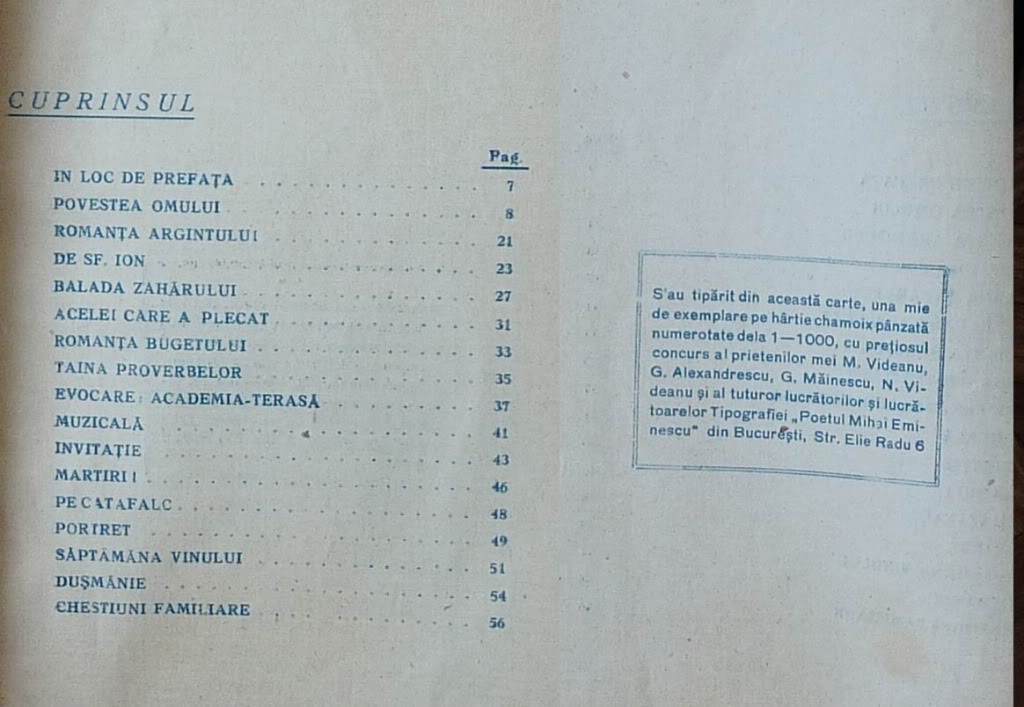 CUPRINSUL
Pag.
IN LOC DE PREFAȚA . . . . . . . . . . . . . . 7
POVESTEA OMULUI . . . . . . . . . . . . . . 8
ROMANȚA ARGINTULUI . . . . . . . . . . . . 21
DE SF. ION . . . . . . . . . . . . . . . . . . 23
BALADA ZAHĂRULUI . . . . . . . . . . . . . 27
ACELEI CARE A PLECAT . . . . . . . . . . . . 31
ROMANȚA BUGETULUI . . . . . . . . . . . . . 33
TAINA PROVERBELOR . . . . . . . . . . . . . 35
EVOCARE: ACADEMIA-TERASĂ . . . . . . . . . 37
MUZICALĂ . . . . . . . . . . . . . . . . . 41
INVITAȚIE . . . . . . . . . . . . . . . . . 43
MARTIRII . . . . . . . . . . . . . . . . . . 46
PE CATAFALC . . . . . . . . . . . . . . . . 48
PORTRET . . . . . . . . . . . . . . . . . . 49
SĂPTĂMÂNA VINULUI . . . . . . . . . . . . . 51
DUȘMĂNIE . . . . . . . . . . . . . . . . . 54
CHESTIUNI FAMILIARE . . . . . . . . . . . . 56
S'au tipărit din această carte, una mie
de exemplare pe hârtie chamoix pânzată
numerotate dela 1—1000, cu prețiosul
concurs al prietenilor mei M. Videanu,
G. Alexandrescu, G. Măinescu, N. Vi-
deanu și al tuturor lucrătorilor și lucră-
toarelor Tipografiei „Poetul Mihai Emi-
nescu" din București, Str. Elie Radu 6